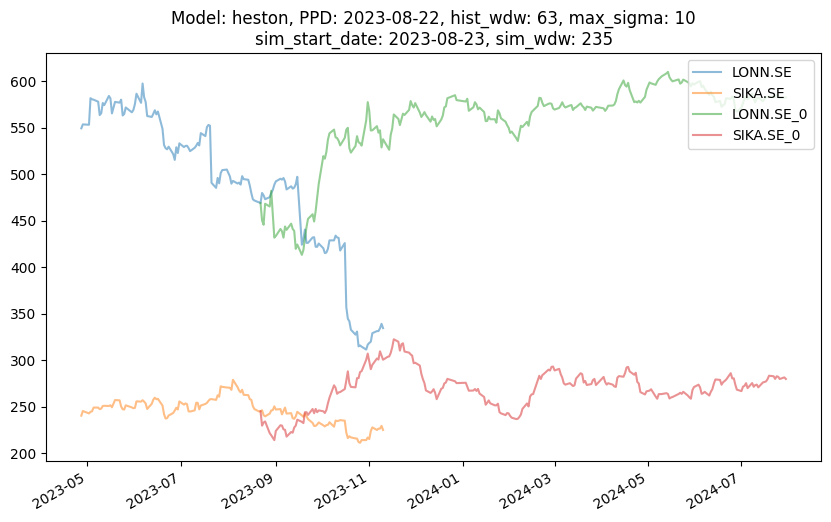 Model: heston, PPD: 2023-08-22, hist_wdw: 63, max_sigma: 10
sim_start_date: 2023-08-23, sim_wdw: 235
LONN.SE
SIKA.SE
LONN.SE_0
SIKA.SE_0
600
550
500
450
400
350
300
250
200
2023-05
2023-07
2023-09
2023-11
2024-01
2024-03
2024-05
2024-07